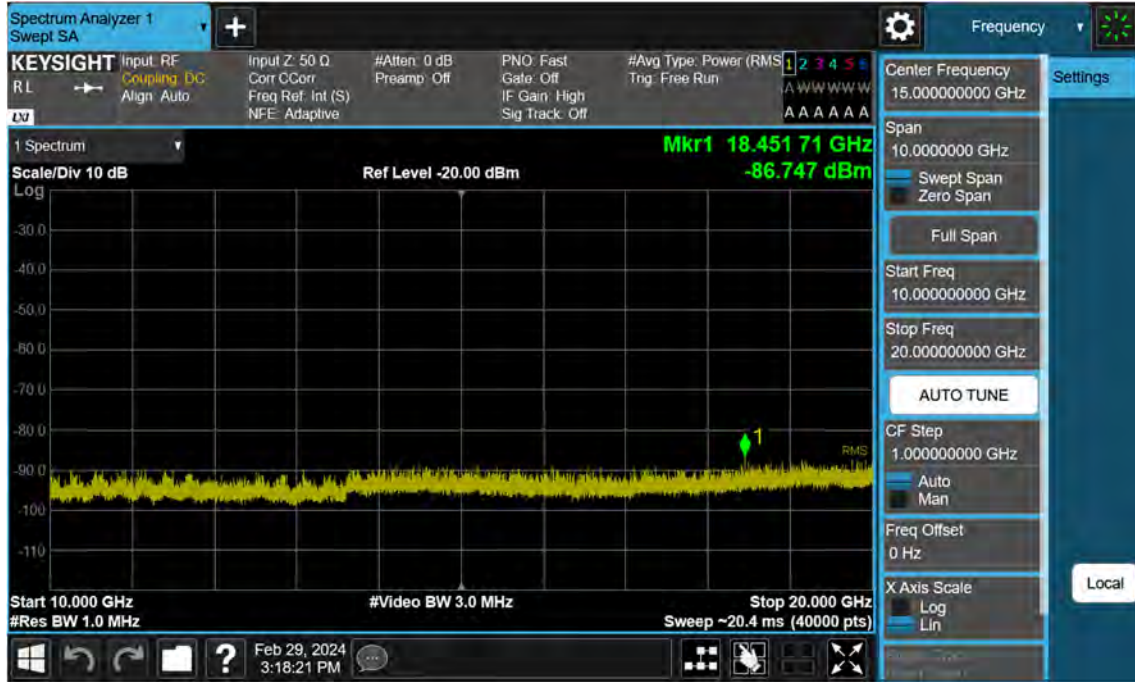 Spectrum Analyzer 1
Swept SA
+
Frequency
KEYSIGHT
RL
LXI
Input: RF
Coupling: DC
Align: Auto
Input Z: 50 Ω
Corr CCorr
Freq Ref: Int (S)
NFE: Adaptive
#Atten: 0 dB
Preamp: Off
PNO: Fast
Gate: Off
IF Gain: High
Sig Track: Off
#Avg Type: Power (RMS
Trig: Free Run
1 2 3 4 5 6
A W W W W W
A A A A A A
1 Spectrum
Scale/Div 10 dB
Ref Level -20.00 dBm
Mkr1 18.451 71 GHz
-86.747 dBm
Log
-30.0
-40.0
-50.0
-60.0
-70.0
-80.0
-90.0
-100
-110
1
RMS
Start 10.000 GHz
#Video BW 3.0 MHz
Stop 20.000 GHz
#Res BW 1.0 MHz
Sweep ~20.4 ms (40000 pts)
Center Frequency
15.000000000 GHz
Settings
Span
10.0000000 GHz
Swept Span
Zero Span
Full Span
Start Freq
10.000000000 GHz
Stop Freq
20.000000000 GHz
AUTO TUNE
CF Step
1.000000000 GHz
Auto
Man
Freq Offset
0 Hz
X Axis Scale
Log
Lin
Local
?
Feb 29, 2024
3:18:21 PM